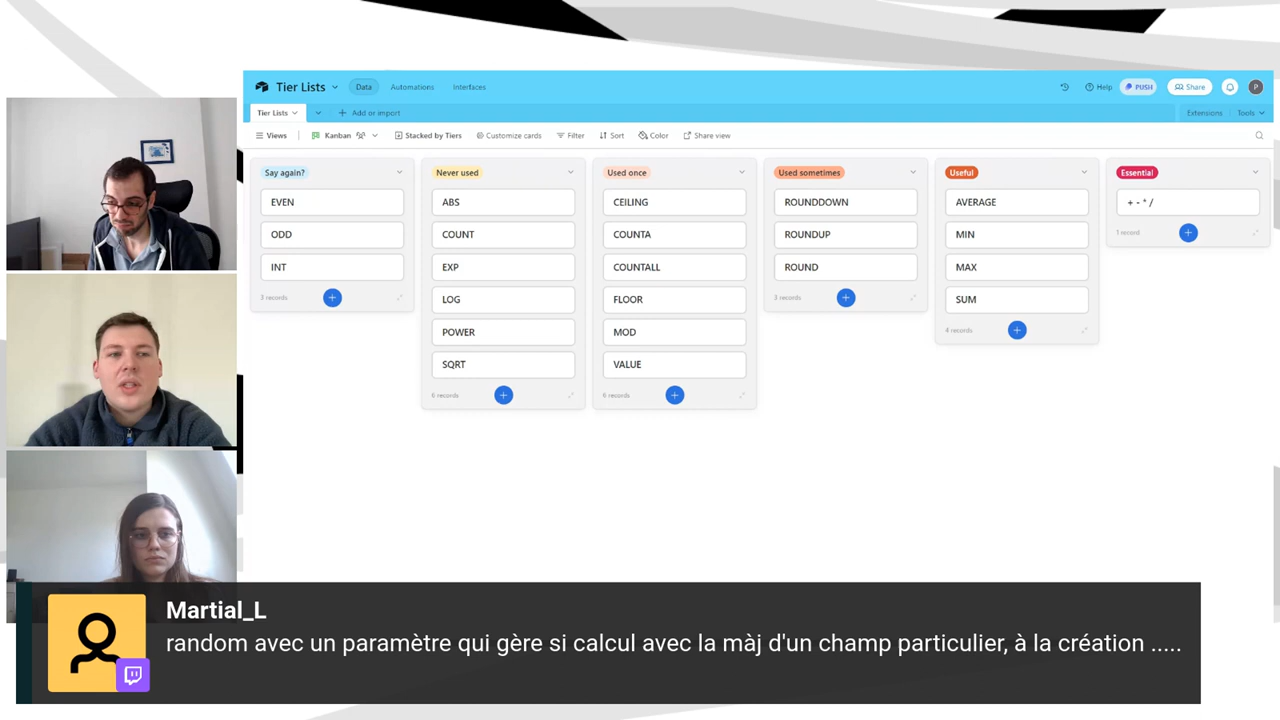 Tier Lists
Data
Automations
Interfaces
Help
PUSH
Share
P
Tier Lists
Add or import
Extensions
Tools
Views
Kanban
Stacked by Tiers
Customize cards
Filter
Sort
Color
Share view
Say again?
EVEN
ODD
INT
3 records
Never used
ABS
COUNT
EXP
LOG
POWER
SQRT
6 records
Used once
CEILING
COUNTA
COUNTALL
FLOOR
MOD
VALUE
6 records
Used sometimes
ROUNDDOWN
ROUNDUP
ROUND
3 records
Useful
AVERAGE
MIN
MAX
SUM
4 records
Essential
+ - * /
1 record
Martial_L
random avec un paramètre qui gère si calcul avec la màj d'un champ particulier, à la création .....